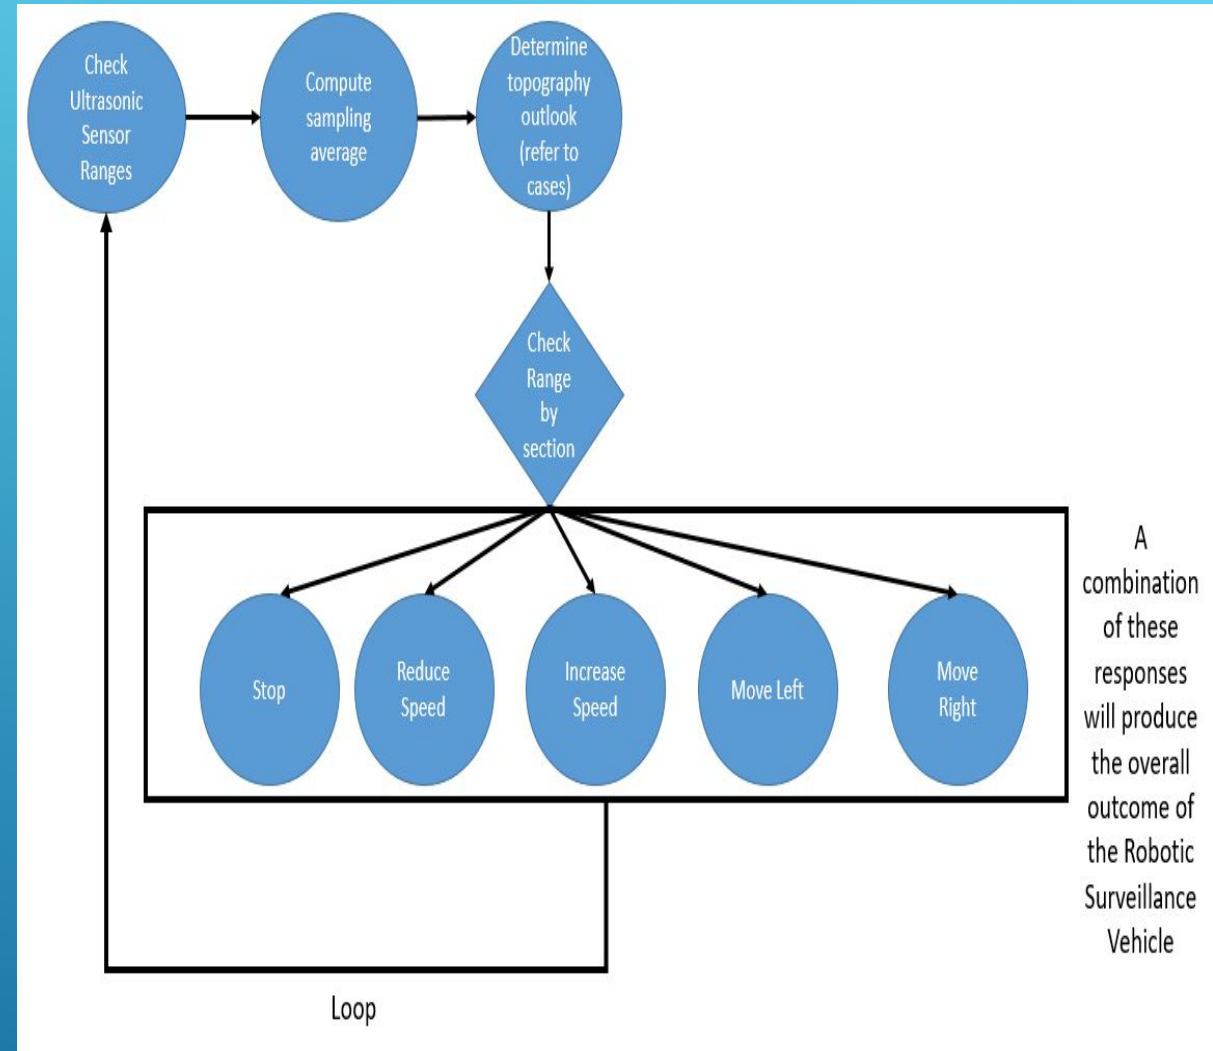 Check
Ultrasonic
Sensor
Ranges
Compute
sampling
average
Determine
topography
outlook
(refer to
cases)
Check
Range
by
section
Stop
Reduce
Speed
Increase
Speed
Move Left
Move
Right
A
combination
of these
responses
will produce
the overall
outcome of
the Robotic
Surveillance
Vehicle
Loop